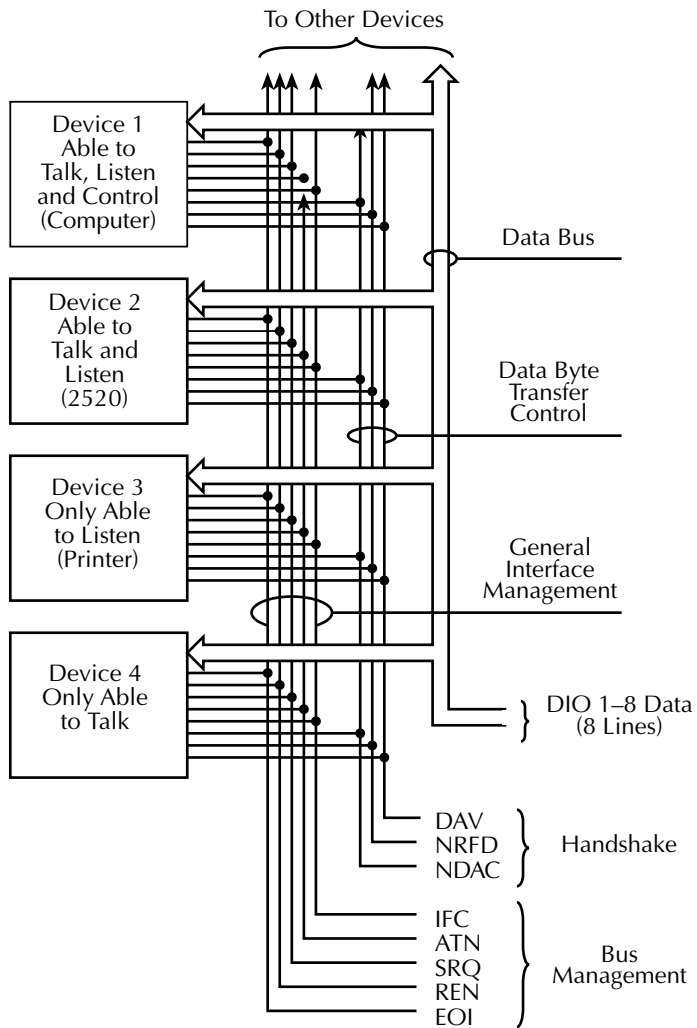 To Other Devices
Device 1
Able to
Talk, Listen
and Control
(Computer)
Data Bus
Device 2
Able to
Talk and
Listen
(2520)
Data Byte
Transfer
Control
Device 3
Only Able
to Listen
(Printer)
General
Interface
Management
Device 4
Only Able
to Talk
DIO 1–8 Data
(8 Lines)
DAV
NRFD
NDAC
Handshake
IFC
ATN
SRQ
REN
EOI
Bus
Management